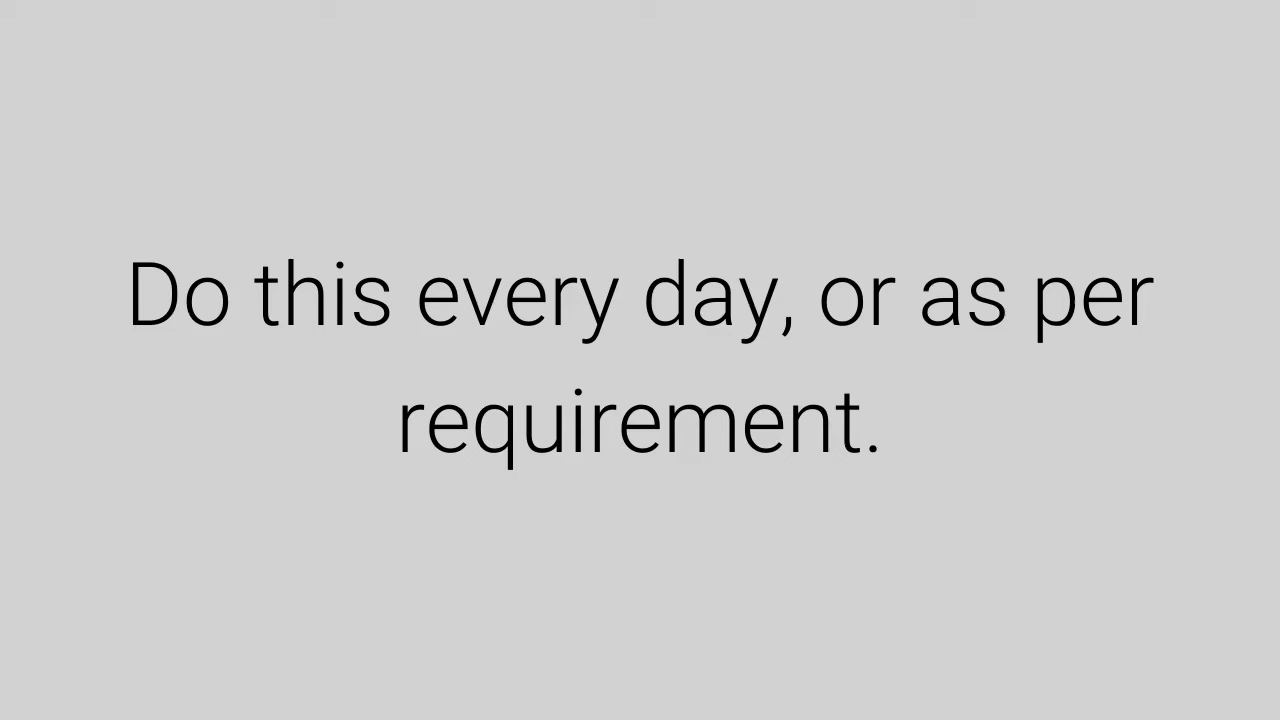 Do this every day, or as per
requirement.